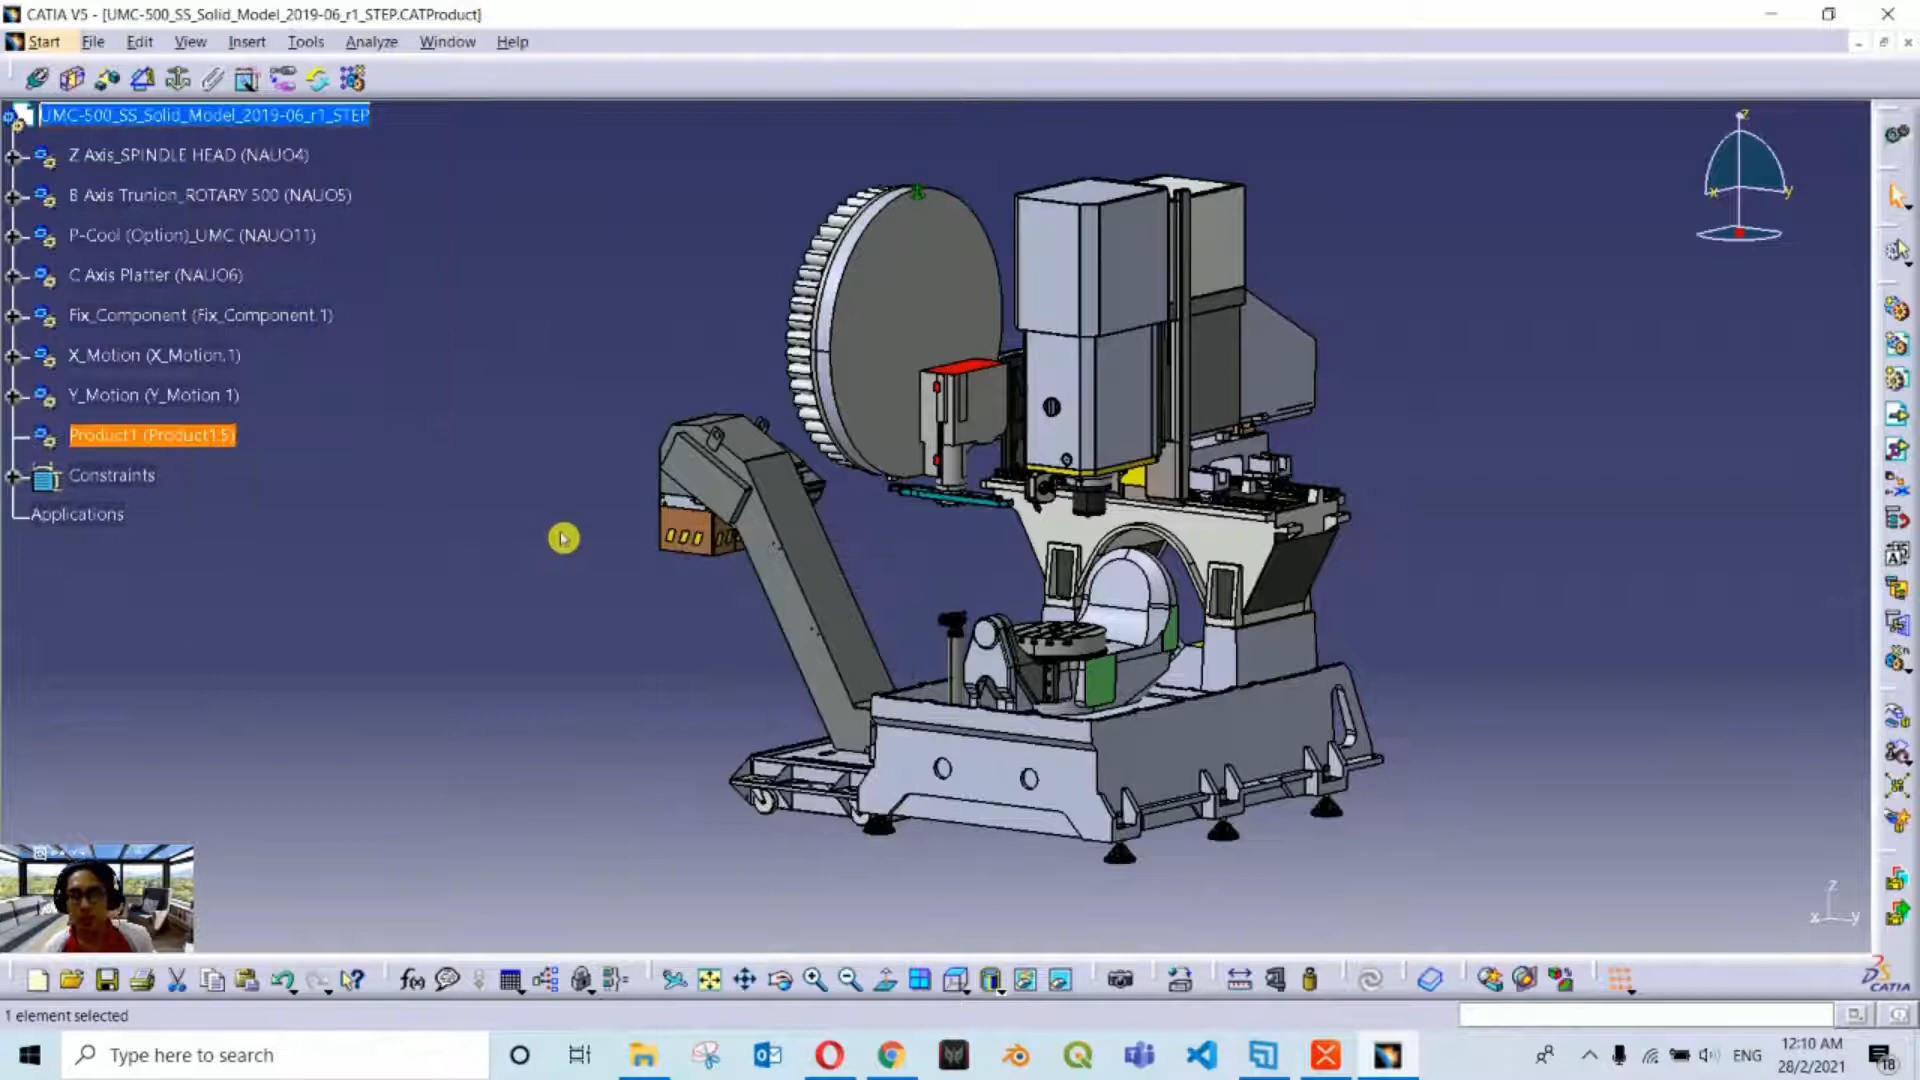 CATIA V5 - [UMC-500_SS_Solid_Model_2019-06_r1_STEP.CATProduct]
Start File Edit View Insert Tools Analyze Window Help
UMC-500_SS_Solid_Model_2019-06_r1_STEP
Z Axis_SPINDLE HEAD (NAUO4)
B Axis Trunion_ROTARY 500 (NAUO5)
P-Cool (Option)_UMC (NAUO11)
C Axis Platter (NAUO6)
Fix_Component (Fix_Component.1)
X_Motion (X_Motion.1)
Y_Motion (Y_Motion 1)
Product1 (Product1.5)
Constraints
Applications
z
x y
z
x y
f(x)
CATIA
1 element selected
Type here to search
ENG
12:10 AM
28/2/2021
18